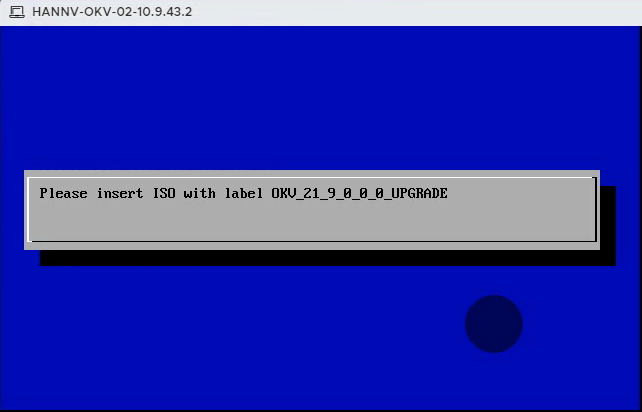 HANNV-OKV-02-10.9.43.2
Please insert ISO with label OKV_21_9_0_0_0_UPGRADE